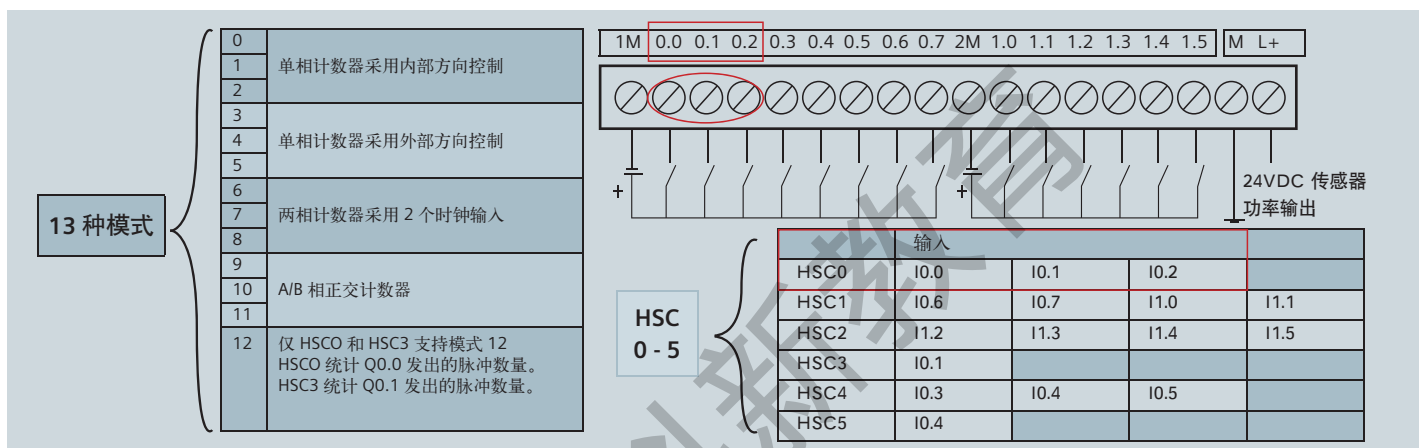 13 种模式
0
1
2
单相计数器采用内部方向控制
3
4
5
单相计数器采用外部方向控制
6
7
8
两相计数器采用 2 个时钟输入
9
10
11
A/B 相正交计数器
12
仅 HSCO 和 HSC3 支持模式 12
HSCO 统计 Q0.0 发出的脉冲数量。
HSC3 统计 Q0.1 发出的脉冲数量。
1M 0.0 0.1 0.2 0.3 0.4 0.5 0.6 0.7 2M 1.0 1.1 1.2 1.3 1.4 1.5 M L+
+
+
24VDC 传感器
功率输出
HSC
0 - 5
输入
HSC0 I0.0 I0.1 I0.2
HSC1 I0.6 I0.7 I1.0 I1.1
HSC2 I1.2 I1.3 I1.4 I1.5
HSC3 I0.1
HSC4 I0.3 I0.4 I0.5
HSC5 I0.4
新教育